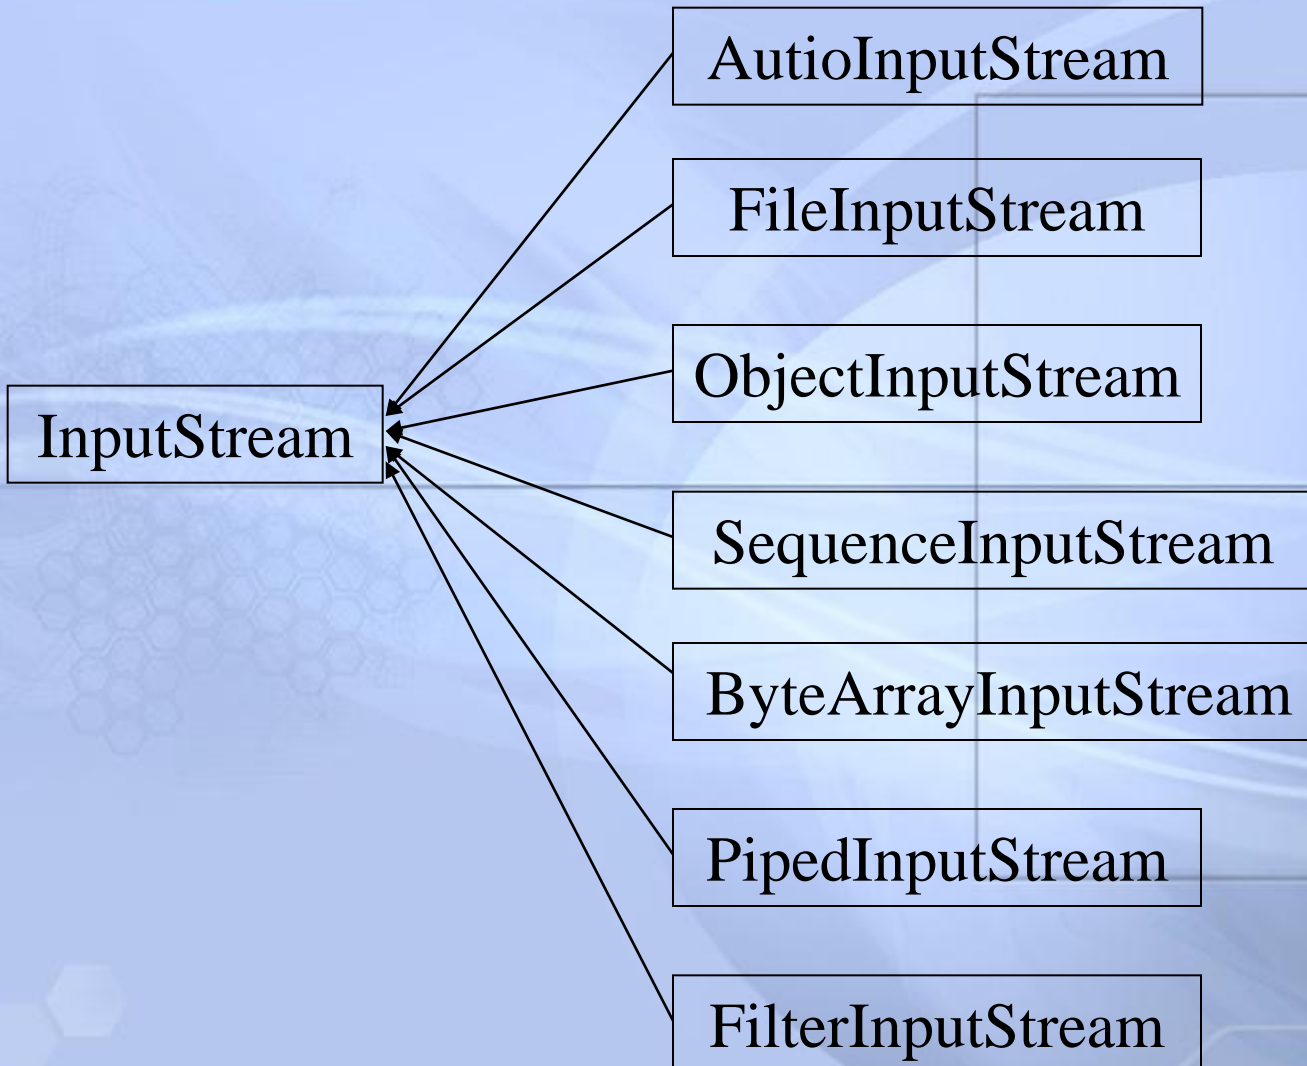 AutioInputStream
FileInputStream
ObjectInputStream
InputStream
SequenceInputStream
ByteArrayInputStream
PipedInputStream
FilterInputStream